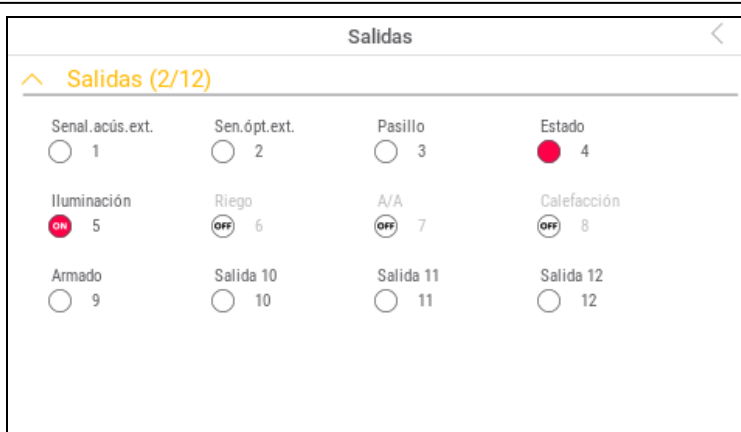 Salidas
Salidas (2/12)
Senal.acús.ext. Sen.ópt.ext. Pasillo Estado
1 2 3 4
Iluminación Riego A/A Calefacción
ON 5 OFF 6 OFF 7 OFF 8
Armado Salida 10 Salida 11 Salida 12
9 10 11 12